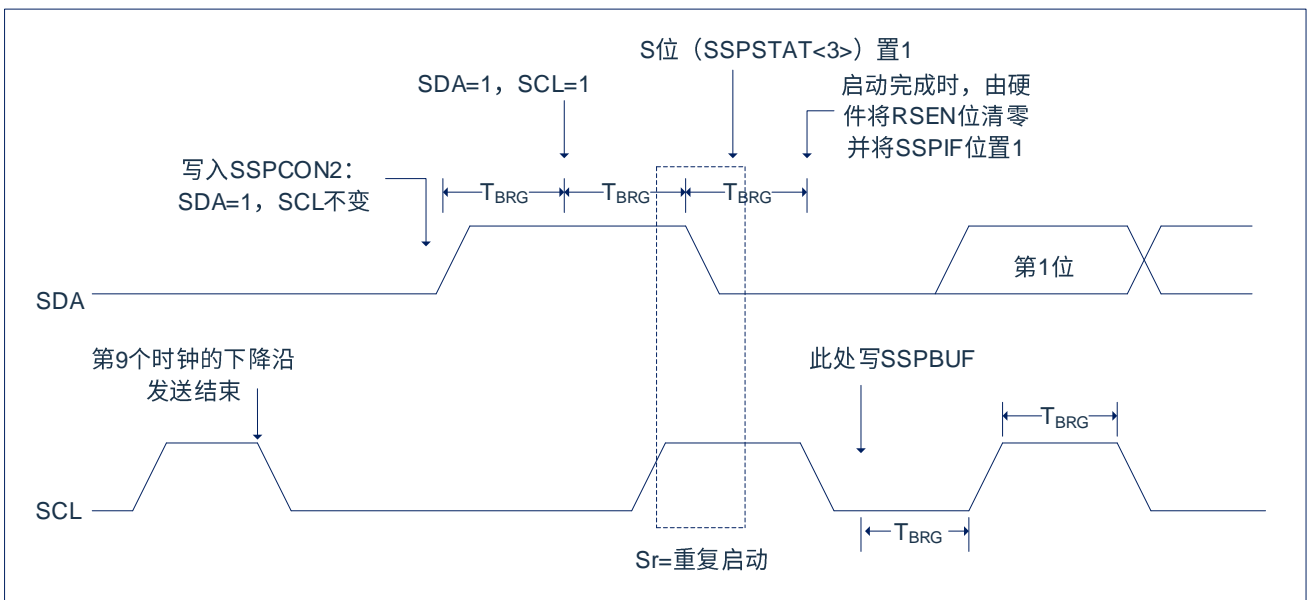 S位（SSPSTAT<3>）置1
SDA=1，SCL=1
启动完成时，由硬
件将RSEN位清零
并将SSPIF位置1
写入SSPCON2：
SDA=1，SCL不变
TBRG
TBRG
TBRG
第1位
SDA
第9个时钟的下降沿
发送结束
此处写SSPBUF
TBRG
SCL
TBRG
Sr=重复启动